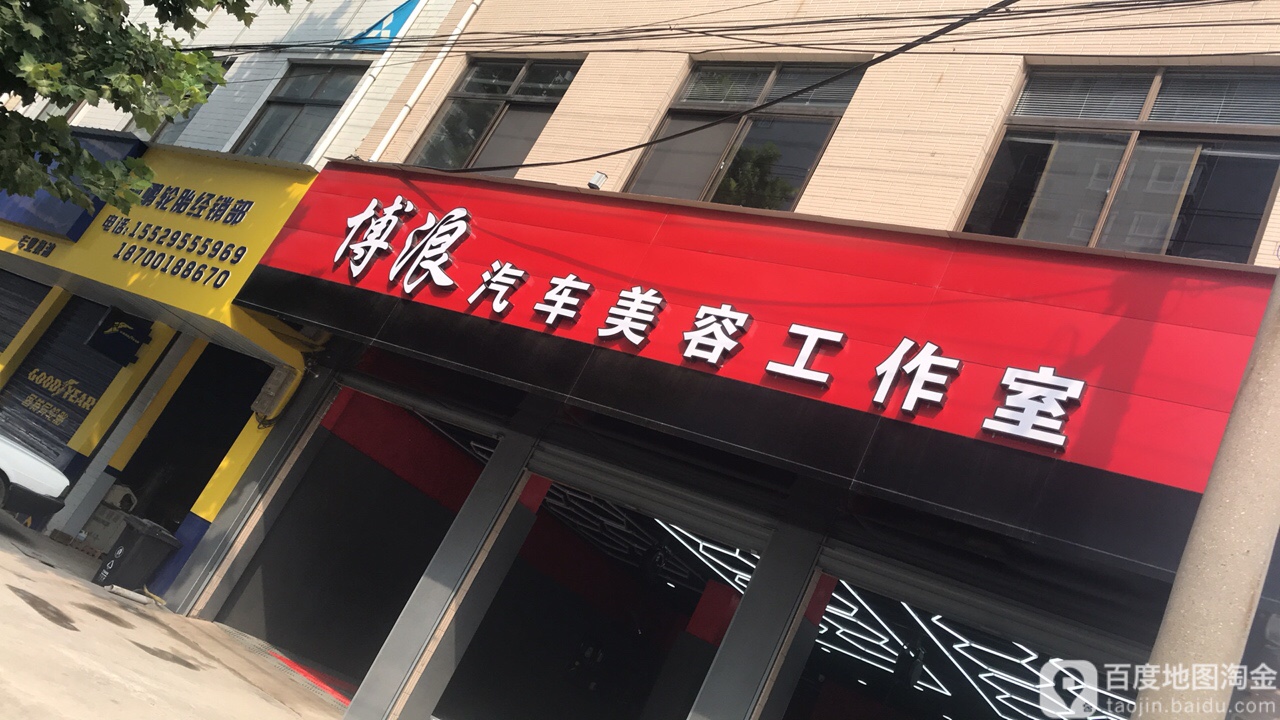 轮胎经销部
电话:15529555969
18700188670
GOODYEAR
博浪汽车美容工作室
百度地图淘金
taojin.baidu.com